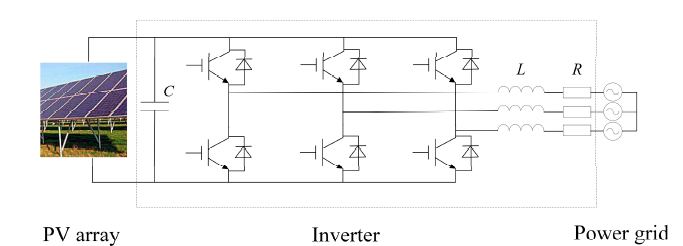 C
L
R
PV array
Inverter
Power grid